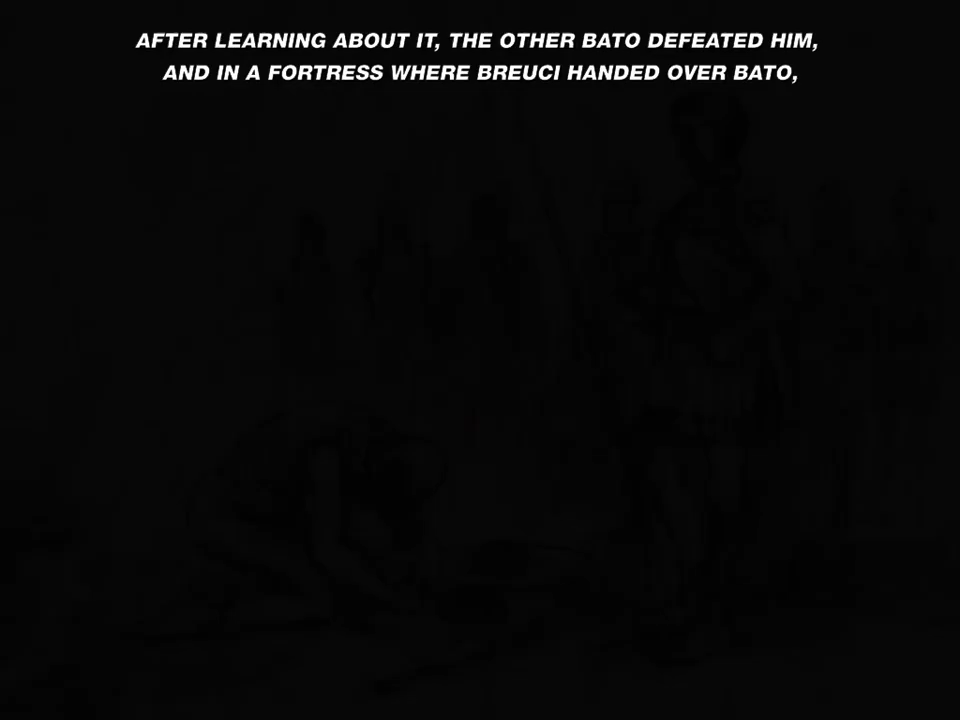 AFTER LEARNING ABOUT IT, THE OTHER BATO DEFEATED HIM,
AND IN A FORTRESS WHERE BREUCI HANDED OVER BATO,